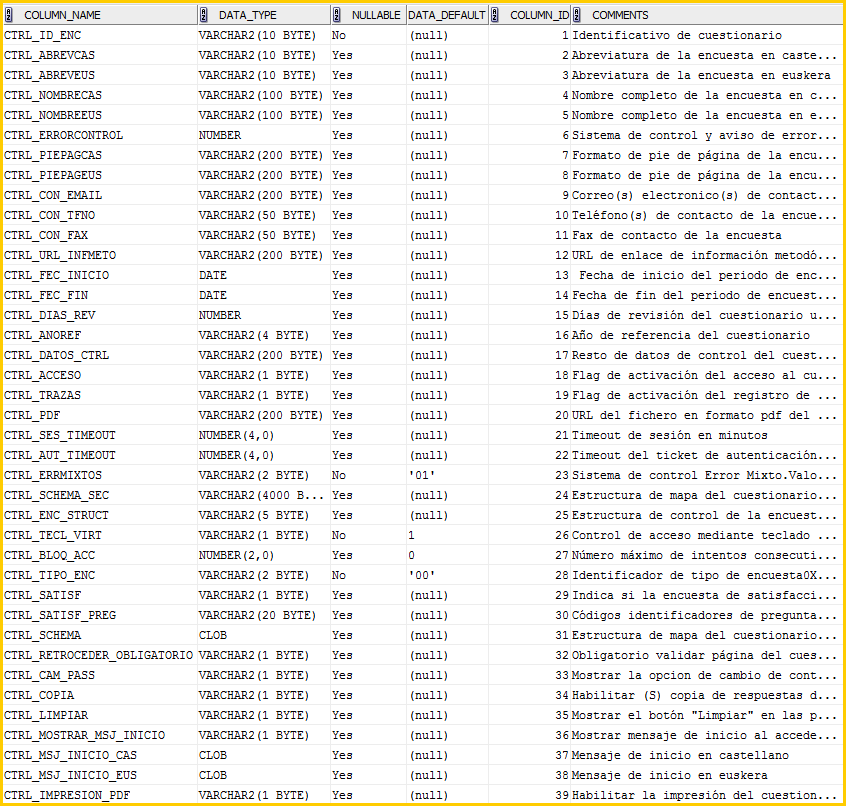 COLUMN_NAME DATA_TYPE NULLABLE DATA_DEFAULT COLUMN_ID COMMENTS
CTRL_ID_ENC VARCHAR2(10 BYTE) No (null) 1 Identificativo de cuestionario
CTRL_ABREVCAS VARCHAR2(10 BYTE) Yes (null) 2 Abreviatura de la encuesta en caste...
CTRL_ABREVEUS VARCHAR2(10 BYTE) Yes (null) 3 Abreviatura de la encuesta en euskera
CTRL_NOMBRECAS VARCHAR2(100 BYTE) Yes (null) 4 Nombre completo de la encuesta en c...
CTRL_NOMBREEUS VARCHAR2(100 BYTE) Yes (null) 5 Nombre completo de la encuesta en e...
CTRL_ERRORCONTROL NUMBER Yes (null) 6 Sistema de control y aviso de error...
CTRL_PIEPAGCAS VARCHAR2(200 BYTE) Yes (null) 7 Formato de pie de página de la encu...
CTRL_PIEPAGEUS VARCHAR2(200 BYTE) Yes (null) 8 Formato de pie de página de la encu...
CTRL_CON_EMAIL VARCHAR2(200 BYTE) Yes (null) 9 Correo(s) electronico(s) de contact...
CTRL_CON_TFNO VARCHAR2(50 BYTE) Yes (null) 10 Teléfono(s) de contacto de la encue...
CTRL_CON_FAX VARCHAR2(50 BYTE) Yes (null) 11 Fax de contacto de la encuesta
CTRL_URL_INFMETO VARCHAR2(200 BYTE) Yes (null) 12 URL de enlace de información metodó...
CTRL_FEC_INICIO DATE Yes (null) 13 Fecha de inicio del periodo de enc...
CTRL_FEC_FIN DATE Yes (null) 14 Fecha de fin del periodo de encuest...
CTRL_DIAS_REV NUMBER Yes (null) 15 Días de revisión del cuestionario u...
CTRL_ANOREF VARCHAR2(4 BYTE) Yes (null) 16 Año de referencia del cuestionario
CTRL_DATOS_CTRL VARCHAR2(200 BYTE) Yes (null) 17 Resto de datos de control del cuest...
CTRL_ACCESO VARCHAR2(1 BYTE) Yes (null) 18 Flag de activación del acceso al cu...
CTRL_TRAZAS VARCHAR2(1 BYTE) Yes (null) 19 Flag de activación del registro de ...
CTRL_PDF VARCHAR2(200 BYTE) Yes (null) 20 URL del fichero en formato pdf del ...
CTRL_SES_TIMEOUT NUMBER(4,0) Yes (null) 21 Timeout de sesión en minutos
CTRL_AUT_TIMEOUT NUMBER(4,0) Yes (null) 22 Timeout del ticket de autenticación...
CTRL_ERRMIXTOS VARCHAR2(2 BYTE) No '01' 23 Sistema de control Error Mixto.Valo...
CTRL_SCHEMA_SEC VARCHAR2(4000 B... Yes (null) 24 Estructura de mapa del cuestionario...
CTRL_ENC_STRUCT VARCHAR2(5 BYTE) Yes (null) 25 Estructura de control de la encuest...
CTRL_TECL_VIRT VARCHAR2(1 BYTE) No 1 26 Control de acceso mediante teclado ...
CTRL_BLOQ_ACC NUMBER(2,0) Yes 0 27 Número máximo de intentos consecuti...
CTRL_TIPO_ENC VARCHAR2(2 BYTE) No '00' 28 Identificador de tipo de encuesta0X...
CTRL_SATISF VARCHAR2(1 BYTE) Yes (null) 29 Indica si la encuesta de satisfacci...
CTRL_SATISF_PREG VARCHAR2(20 BYTE) Yes (null) 30 Códigos identificadores de pregunta...
CTRL_SCHEMA CLOB Yes (null) 31 Estructura de mapa del cuestionario...
CTRL_RETROCEDER_OBLIGATORIO VARCHAR2(1 BYTE) Yes (null) 32 Obligatorio validar página del cues...
CTRL_CAM_PASS VARCHAR2(1 BYTE) Yes (null) 33 Mostrar la opcion de cambio de cont...
CTRL_COPIA VARCHAR2(1 BYTE) Yes (null) 34 Habilitar (S) copia de respuestas d...
CTRL_LIMPIAR VARCHAR2(1 BYTE) Yes (null) 35 Mostrar el botón "Limpiar" en las p...
CTRL_MOSTRAR_MSJ_INICIO VARCHAR2(1 BYTE) Yes (null) 36 Mostrar mensaje de inicio al accede...
CTRL_MSJ_INICIO_CAS CLOB Yes (null) 37 Mensaje de inicio en castellano
CTRL_MSJ_INICIO_EUS CLOB Yes (null) 38 Mensaje de inicio en euskera
CTRL_IMPRESION_PDF VARCHAR2(1 BYTE) Yes (null) 39 Habilitar la impresión del cuestion...